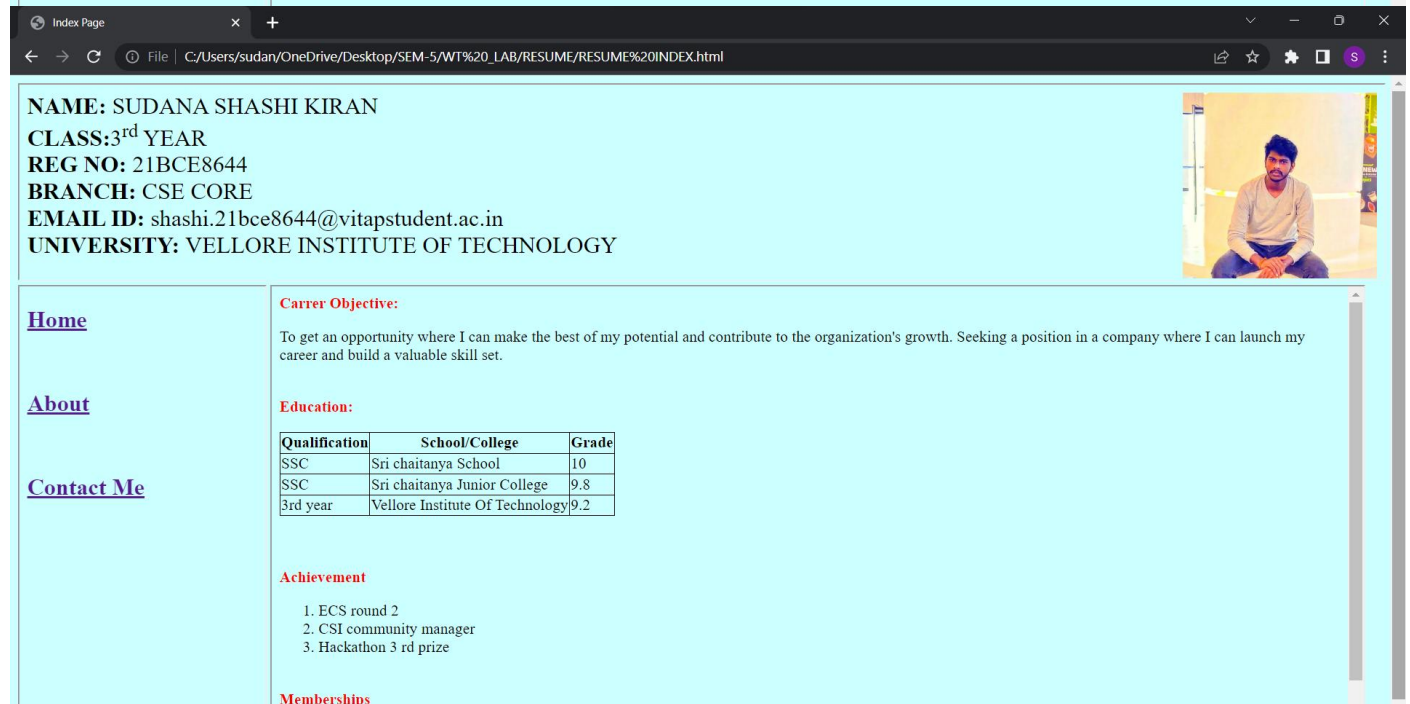 Index Page
File
C:/Users/sudan/OneDrive/Desktop/SEM-5/WT%20_LAB/RESUME/RESUME%20INDEX.html
S
NAME: SUDANA SHASHI KIRAN
CLASS:3rd YEAR
REG NO: 21BCE8644
BRANCH: CSE CORE
EMAIL ID: shashi.21bce8644@vitapstudent.ac.in
UNIVERSITY: VELLORE INSTITUTE OF TECHNOLOGY
Home
About
Contact Me
Carrer Objective:
To get an opportunity where I can make the best of my potential and contribute to the organization's growth. Seeking a position in a company where I can launch my
career and build a valuable skill set.
Education:
Qualification School/College Grade
SSC Sri chaitanya School 10
SSC Sri chaitanya Junior College 9.8
3rd year Vellore Institute Of Technology 9.2
Achievement
1. ECS round 2
2. CSI community manager
3. Hackathon 3 rd prize
Memberships